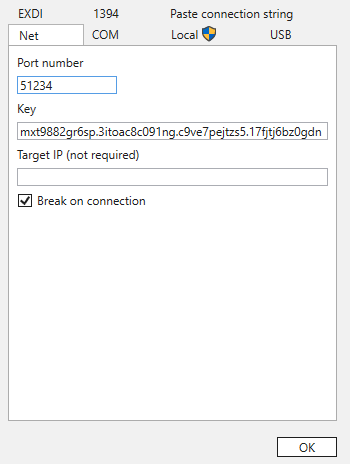 EXDI 1394 Paste connection string
Net COM Local USB
Port number
51234
Key
mxt9882gr6sp.3itoac8c091ng.c9ve7pejtzs5.17fjtj6bz0gdn
Target IP (not required)
Break on connection
OK